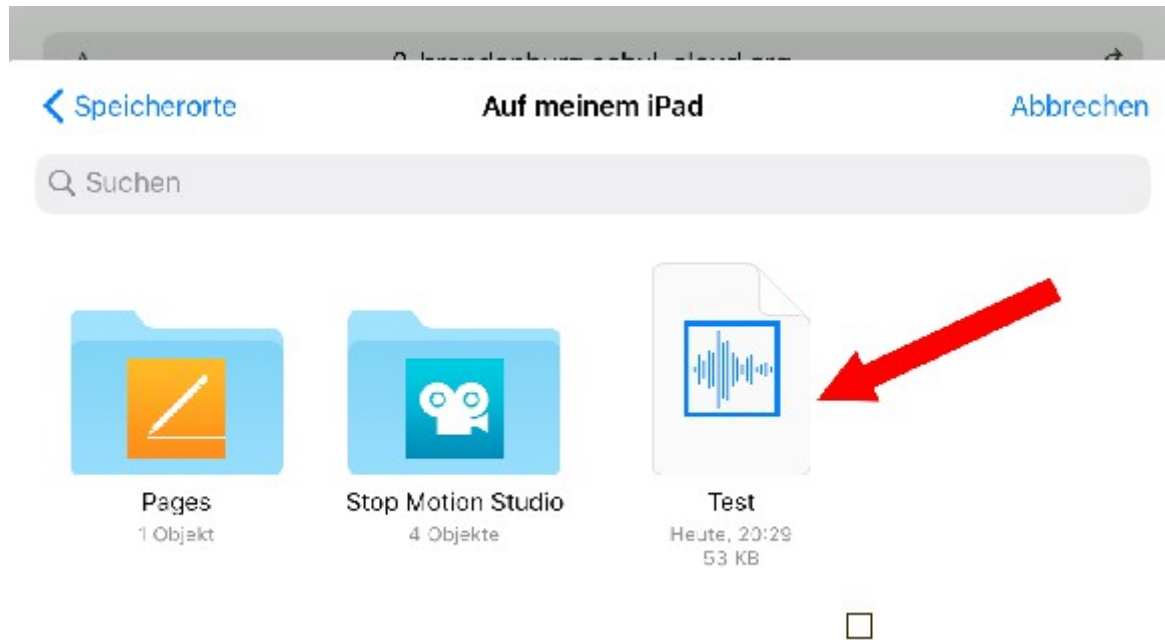 Speicherorte
Auf meinem iPad
Abbrechen
Suchen
Pages
1 Objekt
Stop Motion Studio
4 Objekte
Test
Heute, 20:29
53 KB